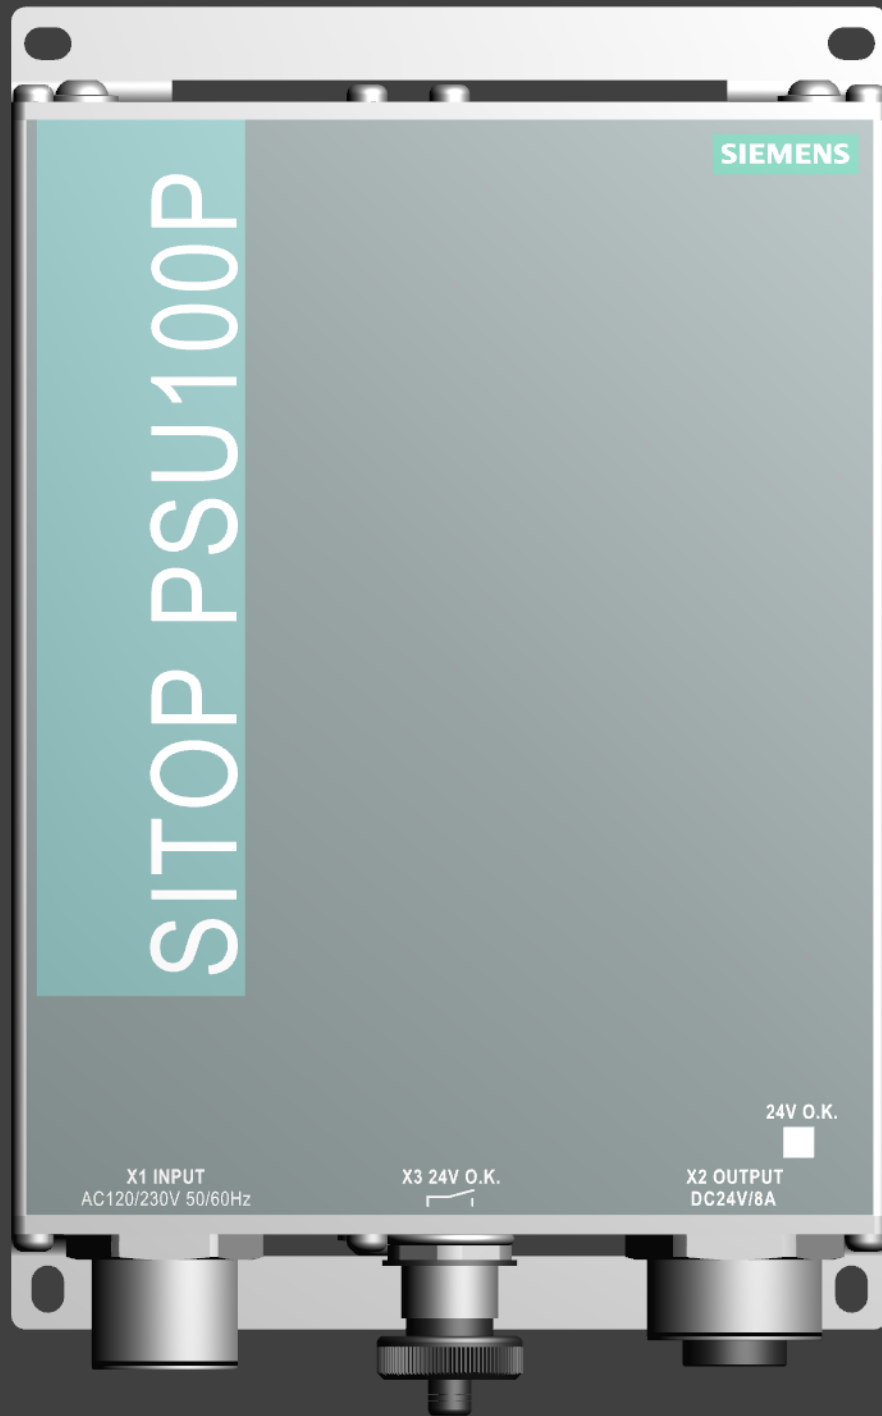 SIEMENS
SITOP PSU100P
24V O.K.
X1 INPUT
AC120/230V 50/60Hz
X3 24V O.K.
X2 OUTPUT
DC24V/8A